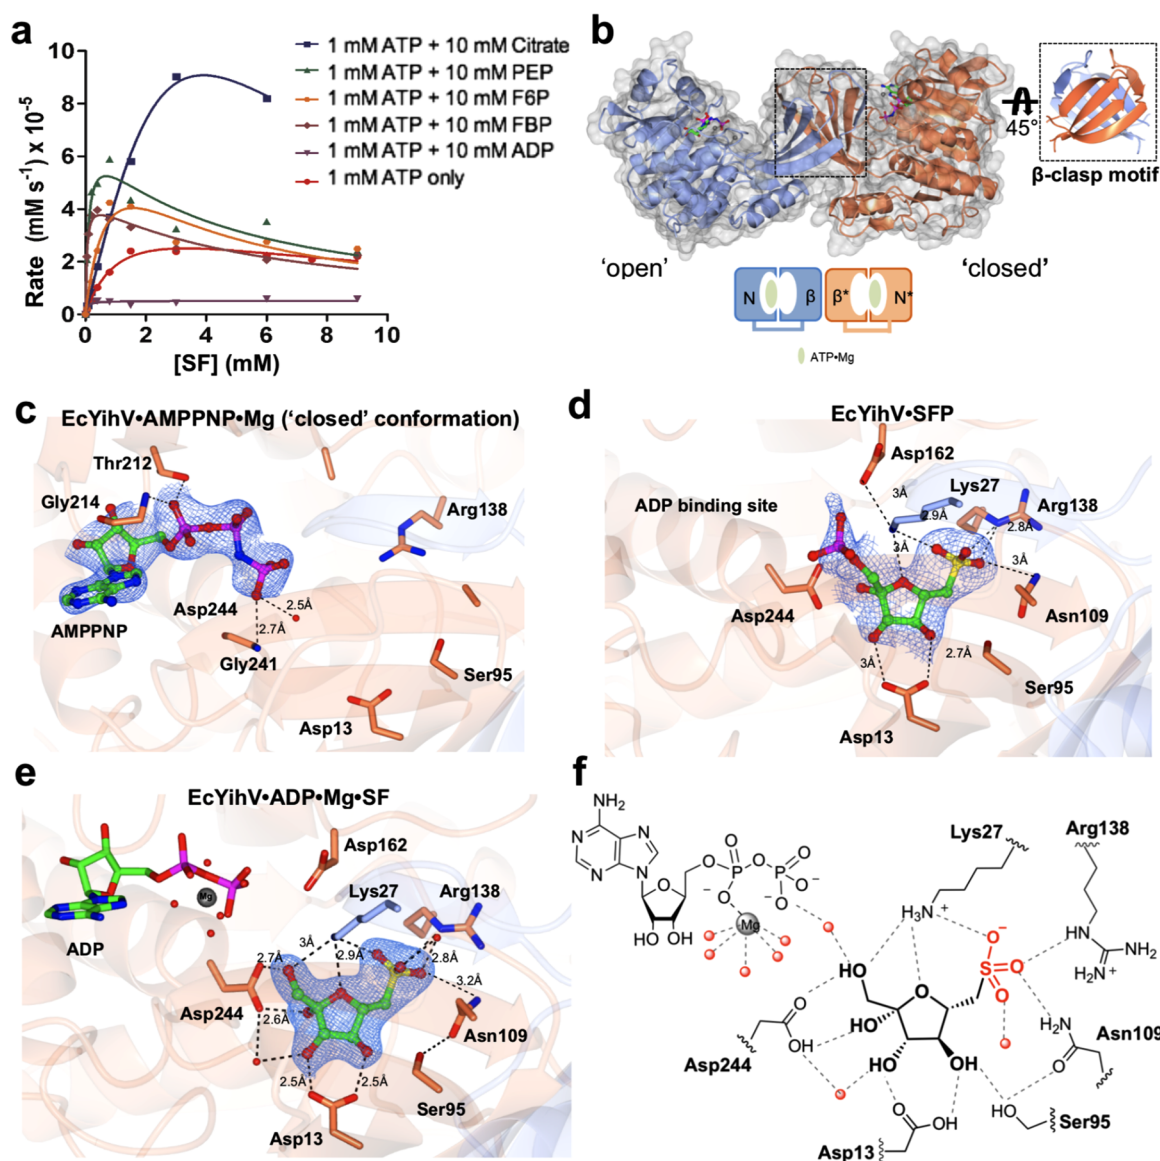 a
10
8
6
4
2
0
0
2
4
6
8
10
Rate (mM s⁻¹) x 10⁻⁵
[SF] (mM)
1 mM ATP + 10 mM Citrate
1 mM ATP + 10 mM PEP
1 mM ATP + 10 mM F6P
1 mM ATP + 10 mM FBP
1 mM ATP + 10 mM ADP
1 mM ATP only
b
45°
β-clasp motif
'open'
'closed'
N
β
β*
N*
ATP•Mg
c
EcYihV•AMPPNP•Mg ('closed' conformation)
Thr212
Gly214
Arg138
Asp244
2.5Å
AMPPNP
2.7Å
Gly241
Ser95
Asp13
d
EcYihV•SFP
Asp162
ADP binding site
3Å
Lys27
Arg138
2.9Å
2.8Å
3Å
3Å
Asp244
Asn109
3Å
2.7Å
Ser95
Asp13
e
EcYihV•ADP•Mg•SF
Asp162
Lys27
Arg138
Mg
ADP
3Å
2.7Å
2.9Å
2.8Å
3.2Å
Asp244
2.6Å
Asn109
2.5Å
2.5Å
Ser95
Asp13
f
NH₂
Lys27
Arg138
N
N
N
N
O
O
O
P
O
P
O
O⁻
O⁻
O
HO
OH
Mg
H₃N⁺
O⁻
S
O
O
HN
NH₂
H₂N⁺
HO
O
HO
HO
OH
O
OH
Asp244
H₂N
O
Asn109
HO
Ser95
O
OH
Asp13